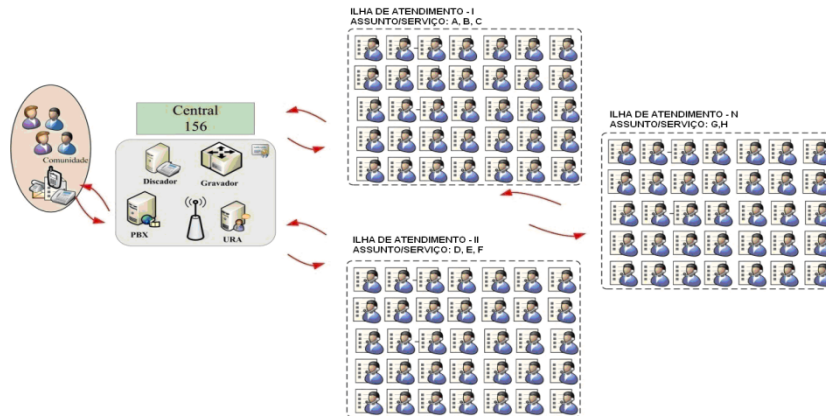 ILHA DE ATENDIMENTO - I
ASSUNTO/SERVIÇO: A, B, C
Central
156
Comunidade
Discador
Gravador
PBX
URA
ILHA DE ATENDIMENTO - N
ASSUNTO/SERVIÇO: G,H
ILHA DE ATENDIMENTO - II
ASSUNTO/SERVIÇO: D, E, F